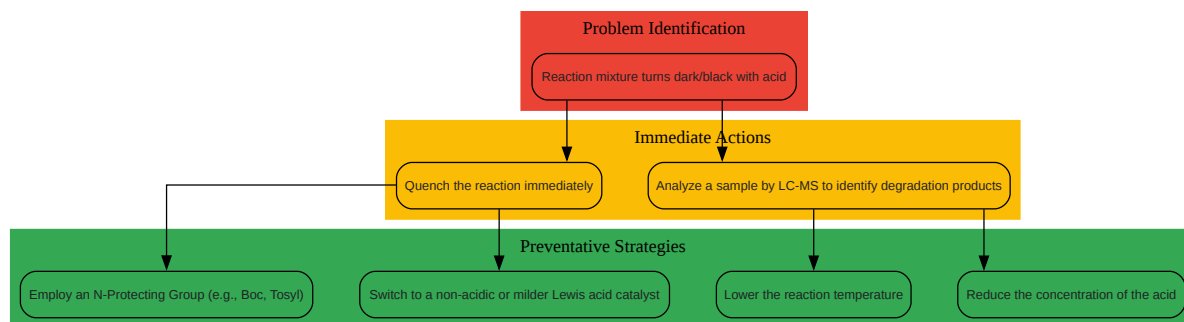 Problem Identification
Reaction mixture turns dark/black with acid
Immediate Actions
Quench the reaction immediately
Analyze a sample by LC-MS to identify degradation products
Preventative Strategies
Employ an N-Protecting Group (e.g., Boc, Tosyl)
Switch to a non-acidic or milder Lewis acid catalyst
Lower the reaction temperature
Reduce the concentration of the acid